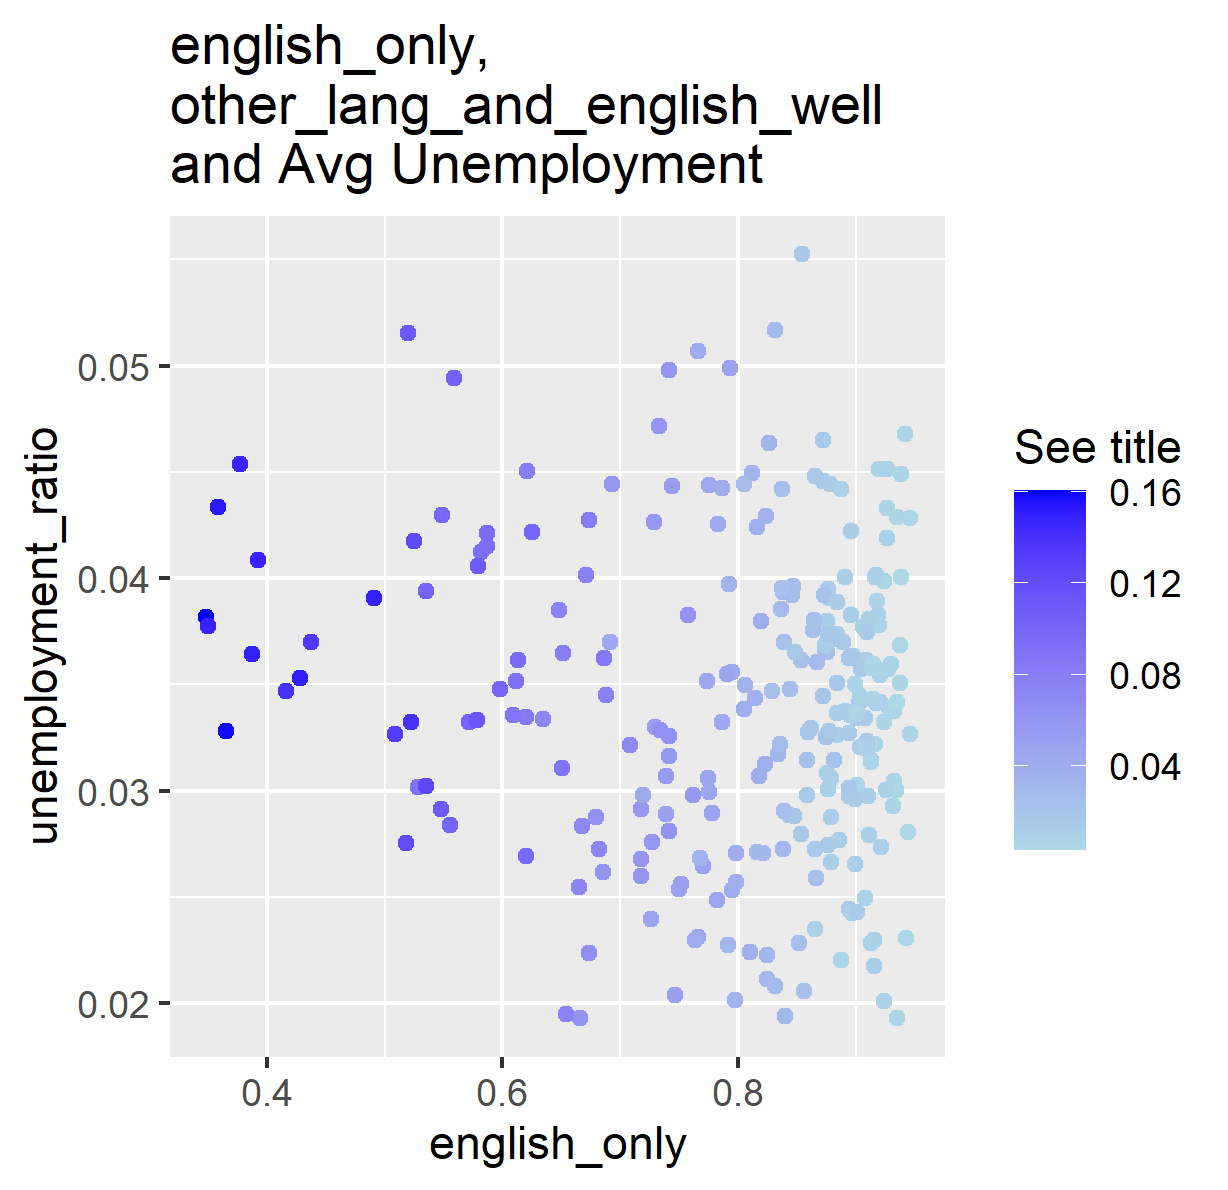 english_only,
other_lang_and_english_well
and Avg Unemployment
unemployment_ratio
0.05
0.04
0.03
0.02
0.4
0.6
0.8
english_only
See title
0.16
0.12
0.08
0.04